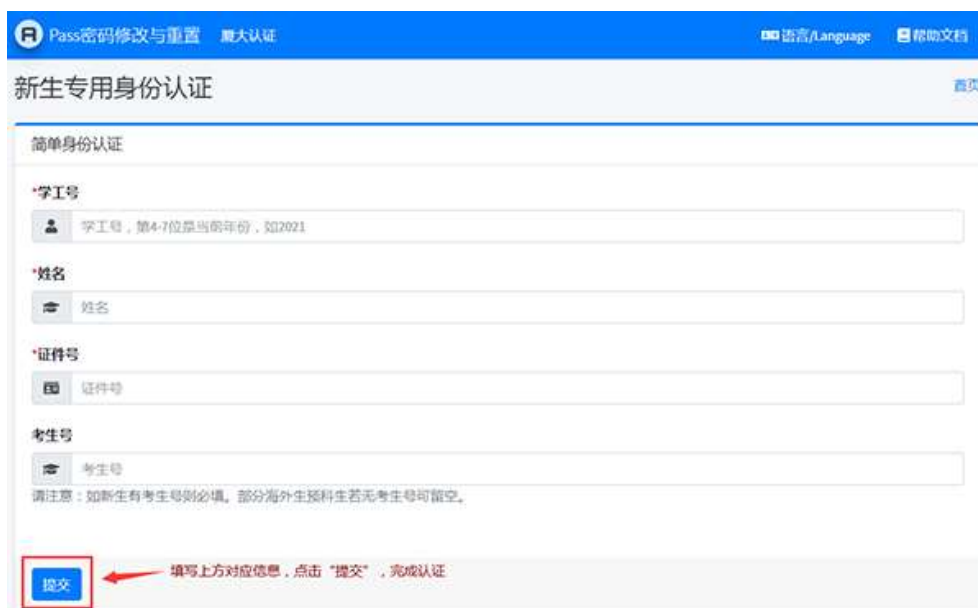 Pass密码修改与重置 厦大认证 语言/Language 帮助文档
新生专用身份认证 首页
简单身份认证
*学工号
学工号，第4-7位是当前年份，如2021
*姓名
姓名
*证件号
证件号
考生号
考生号
请注意：如新生有考生号则必填。部分海外生预科生若无考生号可留空。
提交 填写上方对应信息，点击“提交”，完成认证